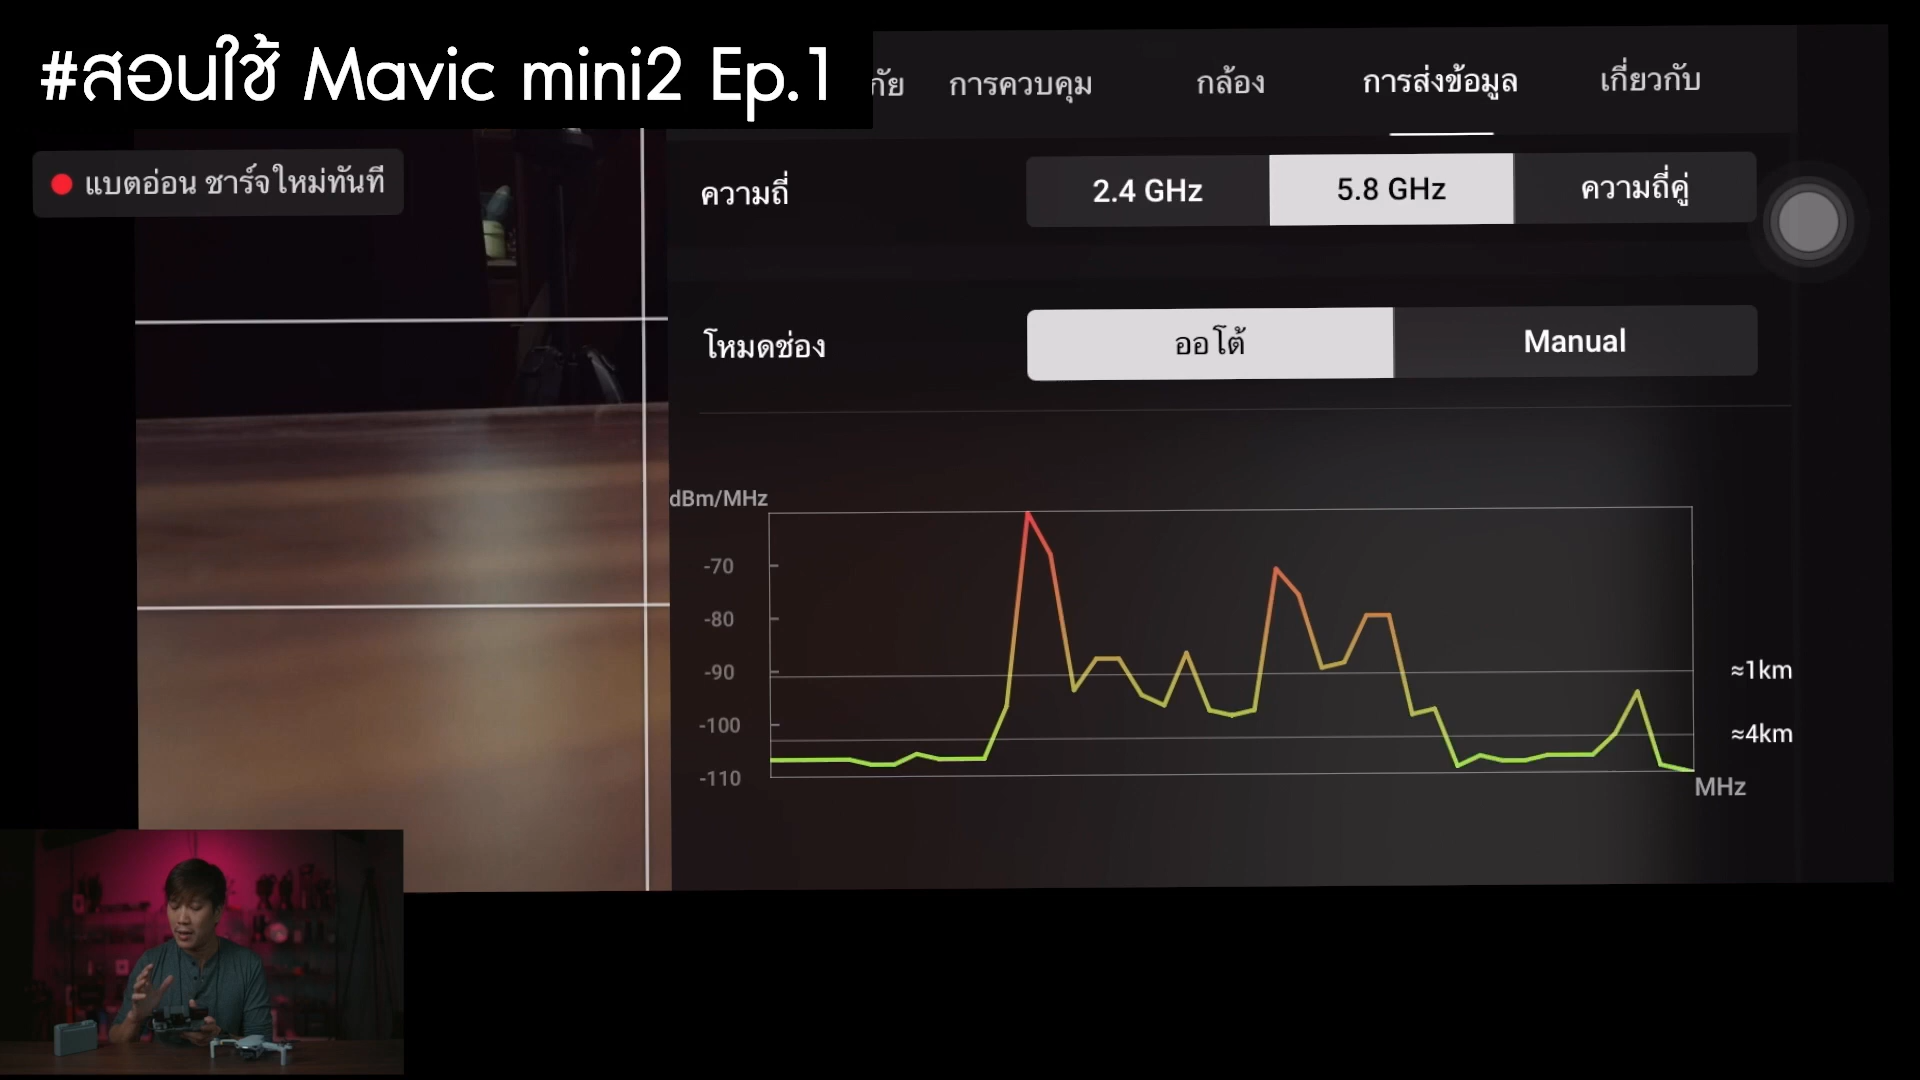 #สอนใช้ Mavic mini2 Ep.1
ภัย การควบคุม กล้อง การส่งข้อมูล เกี่ยวกับ
แบตอ่อน ชาร์จใหม่ทันที
ความถี่ 2.4 GHz 5.8 GHz ความถี่คู่
โหมดช่อง ออโต้ Manual
dBm/MHz
-70
-80
-90 ≈1km
-100 ≈4km
-110
MHz